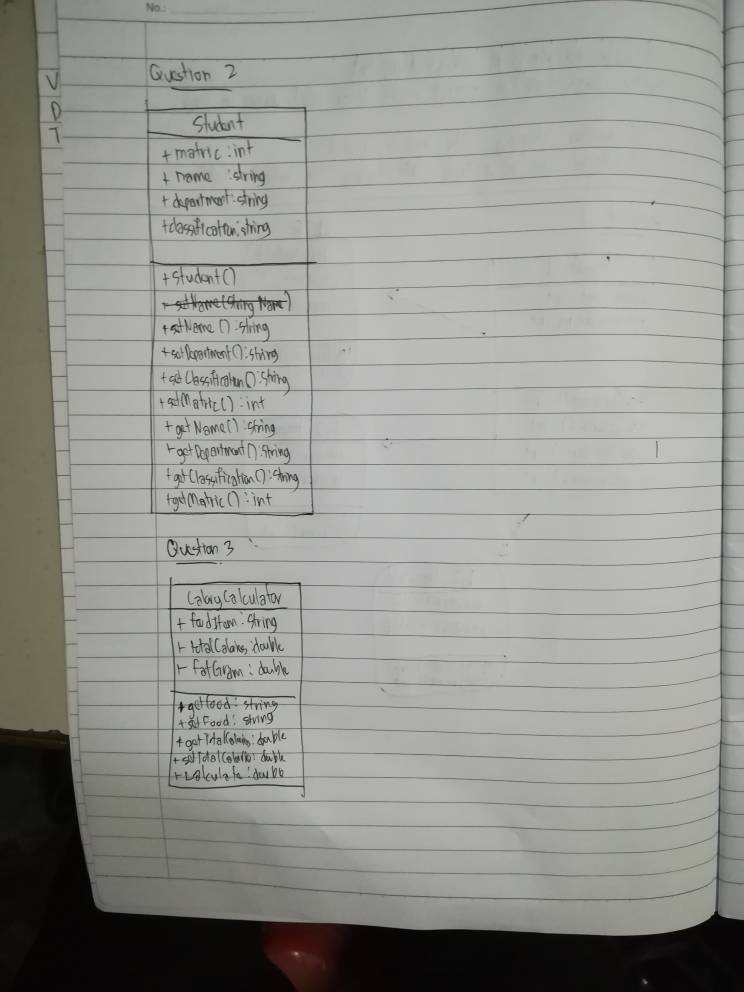 No.:
V
D
T
Question 2
Student
+ matric : int
+ name : string
+ department : string
+ classification : string
+ Student()
- setName(String Name)
+ setName() : string
+ setDepartment() : string
+ setClassification() : string
+ setMatric() : int
+ getName() : string
+ getDepartment() : string
+ getClassification() : string
+ getMatric() : int
Question 3
CaloryCalculator
+ foodItem : String
+ totalCalories : double
+ fatGram : double
+ getFood : string
+ setFood : string
+ getTotalCalories : double
+ setTotalCalories : double
+ calculate : double